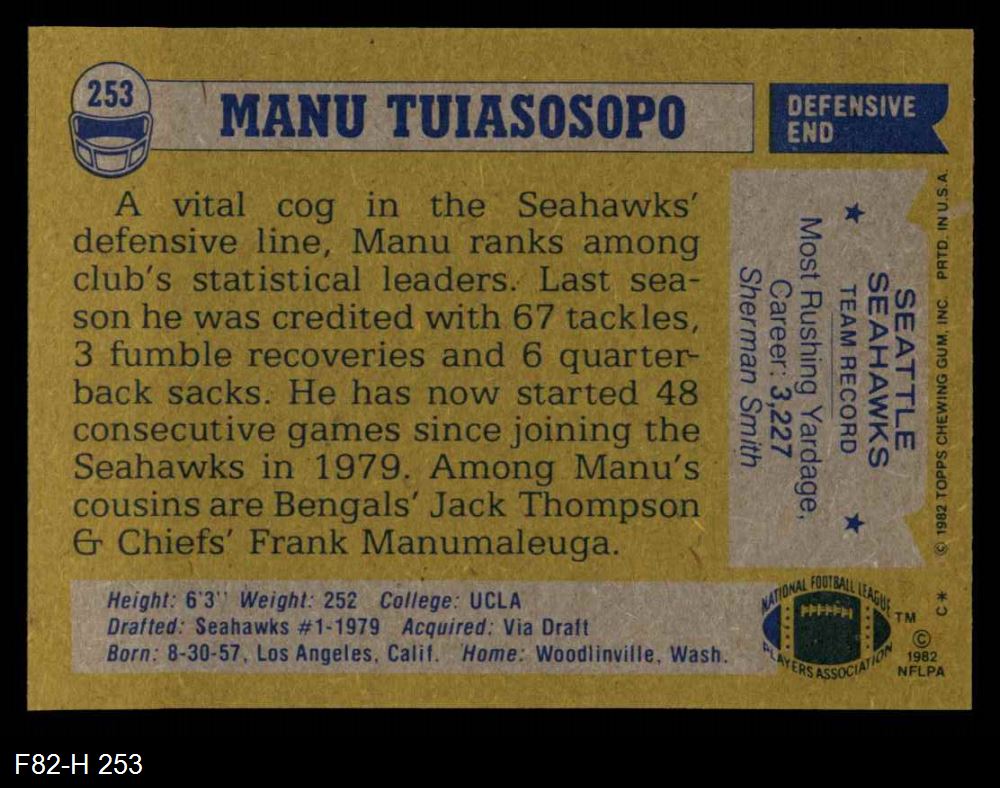 253
MANU TUIASOSOPO
DEFENSIVE
END
A vital cog in the Seahawks'
defensive line, Manu ranks among
club's statistical leaders. Last sea-
son he was credited with 67 tackles,
3 fumble recoveries and 6 quarter-
back sacks. He has now started 48
consecutive games since joining the
Seahawks in 1979. Among Manu's
cousins are Bengals' Jack Thompson
& Chiefs' Frank Manumaleuga.
SEATTLE
SEAHAWKS
★ TEAM RECORD ★
Most Rushing Yardage,
Career: 3,227
Sherman Smith
© 1982 TOPPS CHEWING GUM, INC. PRTD. IN U.S.A.
Height: 6'3" Weight: 252 College: UCLA
Drafted: Seahawks #1-1979 Acquired: Via Draft
Born: 8-30-57, Los Angeles, Calif. Home: Woodlinville, Wash.
NATIONAL FOOTBALL LEAGUE
PLAYERS ASSOCIATION
TM
C*
©
1982
NFLPA
F82-H 253